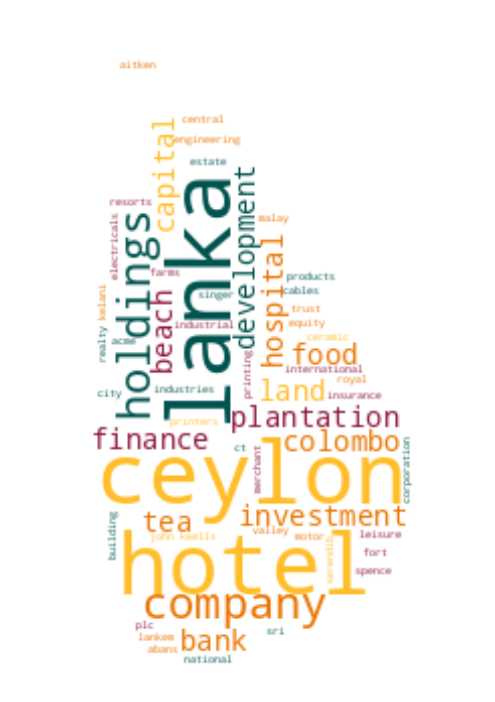 aitken
central
capital
engineering
estate
lanka
development
resorts
holdings
electricals
malay
farms
hospital
products
singer
cables
kelani
beach
trust
industrial
equity
realty
acme
ceramic
printing
food
international
royal
land
city
industries
insurance
plantation
printers
finance
colombo
ct
merchant
corporation
ceylon
building
tea
investment
valley
motor
leisure
john keells
serendib
fort
hotel
spence
company
plc
sri
lankem
bank
abans
national